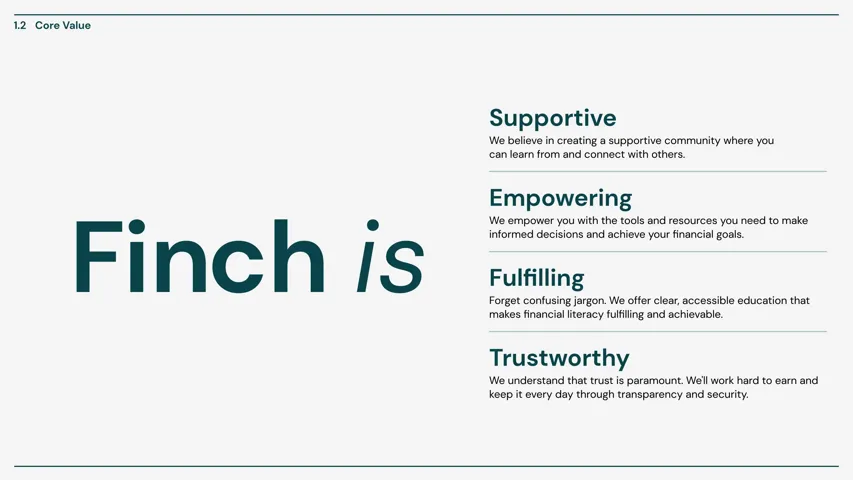 1.2 Core Value
Finch is
Supportive
We believe in creating a supportive community where you
can learn from and connect with others.
Empowering
We empower you with the tools and resources you need to make
informed decisions and achieve your financial goals.
Fulfilling
Forget confusing jargon. We offer clear, accessible education that
makes financial literacy fulfilling and achievable.
Trustworthy
We understand that trust is paramount. We'll work hard to earn and
keep it every day through transparency and security.